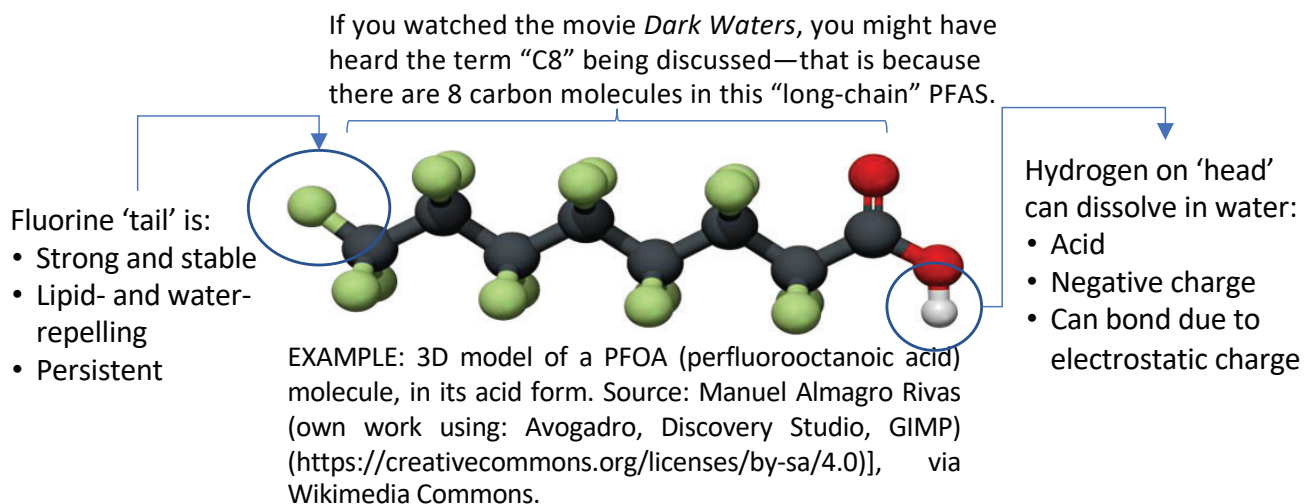 If you watched the movie Dark Waters, you might have
heard the term “C8” being discussed—that is because
there are 8 carbon molecules in this “long-chain” PFAS.
Fluorine ‘tail’ is:
• Strong and stable
• Lipid- and water-
repelling
• Persistent
Hydrogen on ‘head’
can dissolve in water:
• Acid
• Negative charge
• Can bond due to
electrostatic charge
EXAMPLE: 3D model of a PFOA (perfluorooctanoic acid)
molecule, in its acid form. Source: Manuel Almagro Rivas
(own work using: Avogadro, Discovery Studio, GIMP)
(https://creativecommons.org/licenses/by-sa/4.0)], via
Wikimedia Commons.